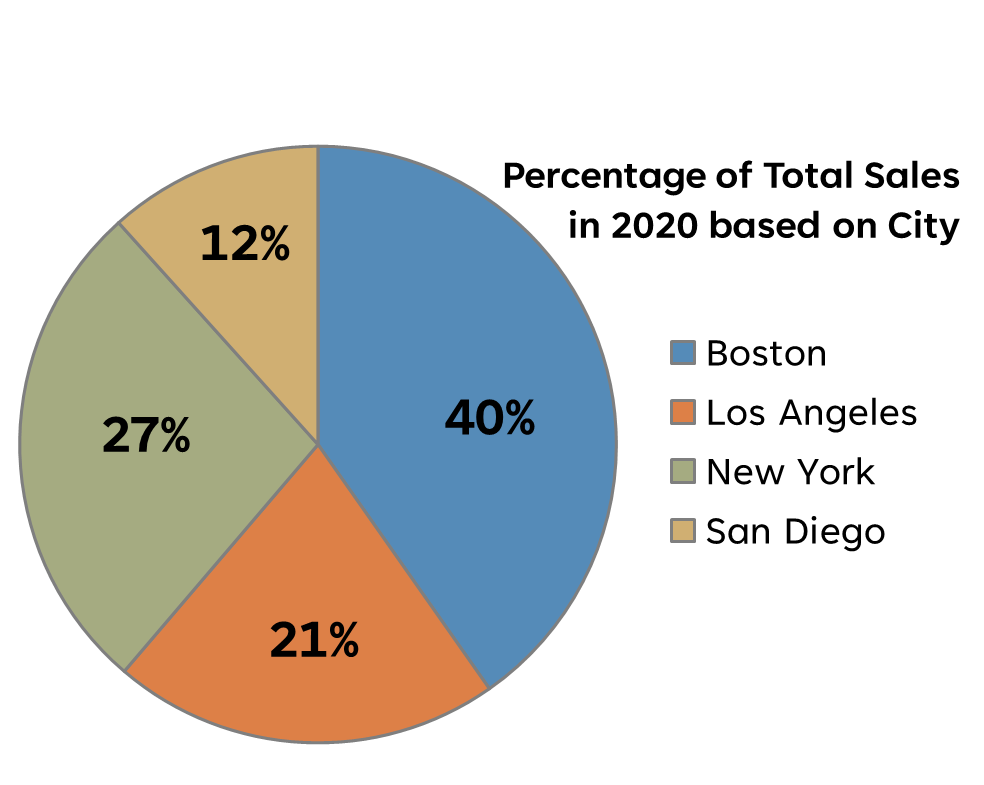 Percentage of Total Sales
in 2020 based on City
12%
40%
27%
21%
Boston
Los Angeles
New York
San Diego